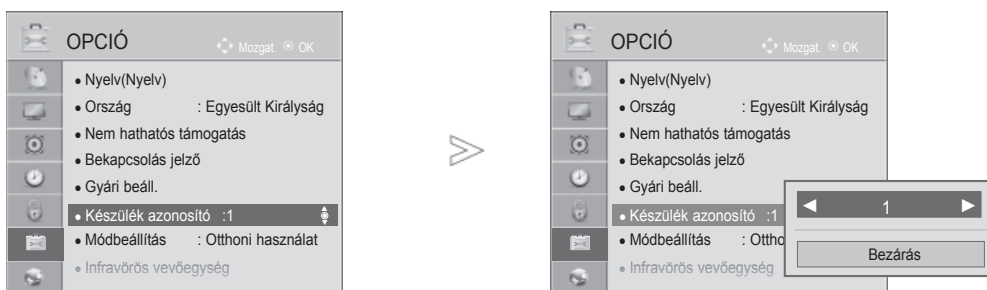 OPCIÓ Mozgat. OK
• Nyelv(Nyelv)
• Ország : Egyesült Királyság
• Nem hathatós támogatás
• Bekapcsolás jelző
• Gyári beáll.
• Készülék azonosító :1
• Módbeállítás : Otthoni használat
• Infravörös vevőegység
OPCIÓ Mozgat. OK
• Nyelv(Nyelv)
• Ország : Egyesült Királyság
• Nem hathatós támogatás
• Bekapcsolás jelző
• Gyári beáll.
• Készülék azonosító :1
• Módbeállítás : Ottho
• Infravörös vevőegység
◄ 1 ►
Bezárás